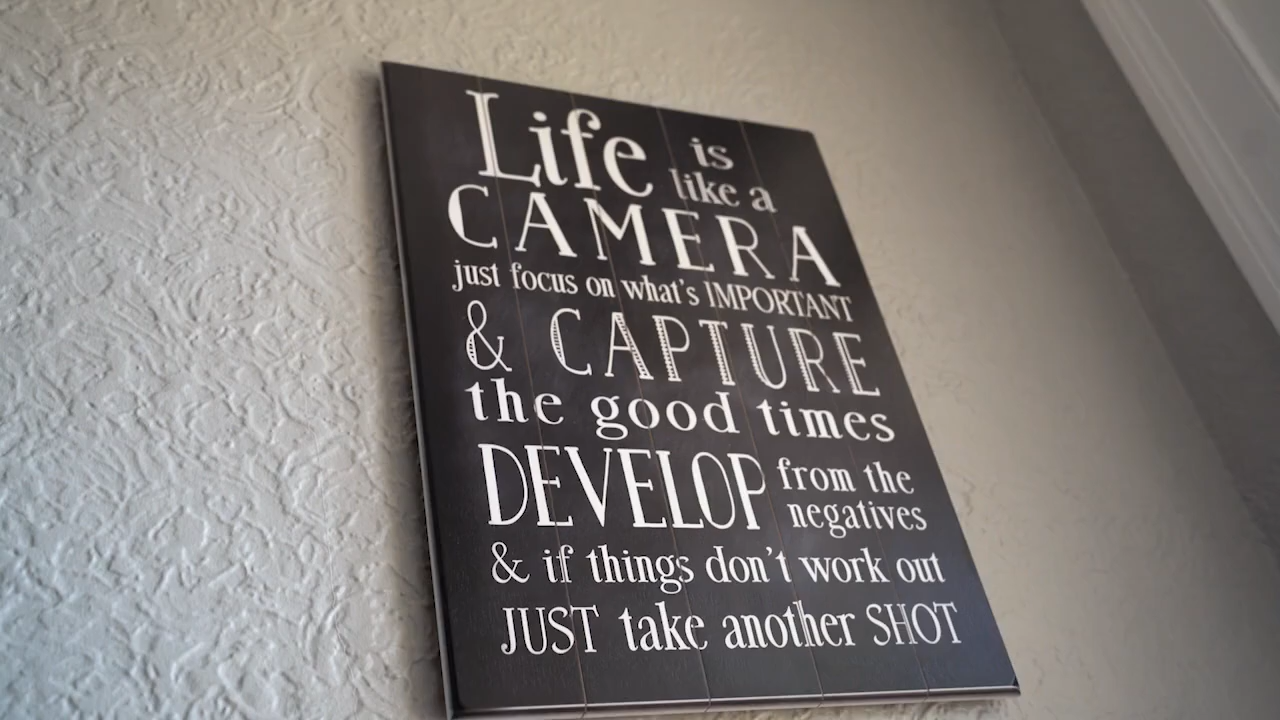 Life is
like a
CAMERA
just focus on what's IMPORTANT
& CAPTURE
the good times
DEVELOP from the
negatives
& if things don't work out
JUST take another SHOT